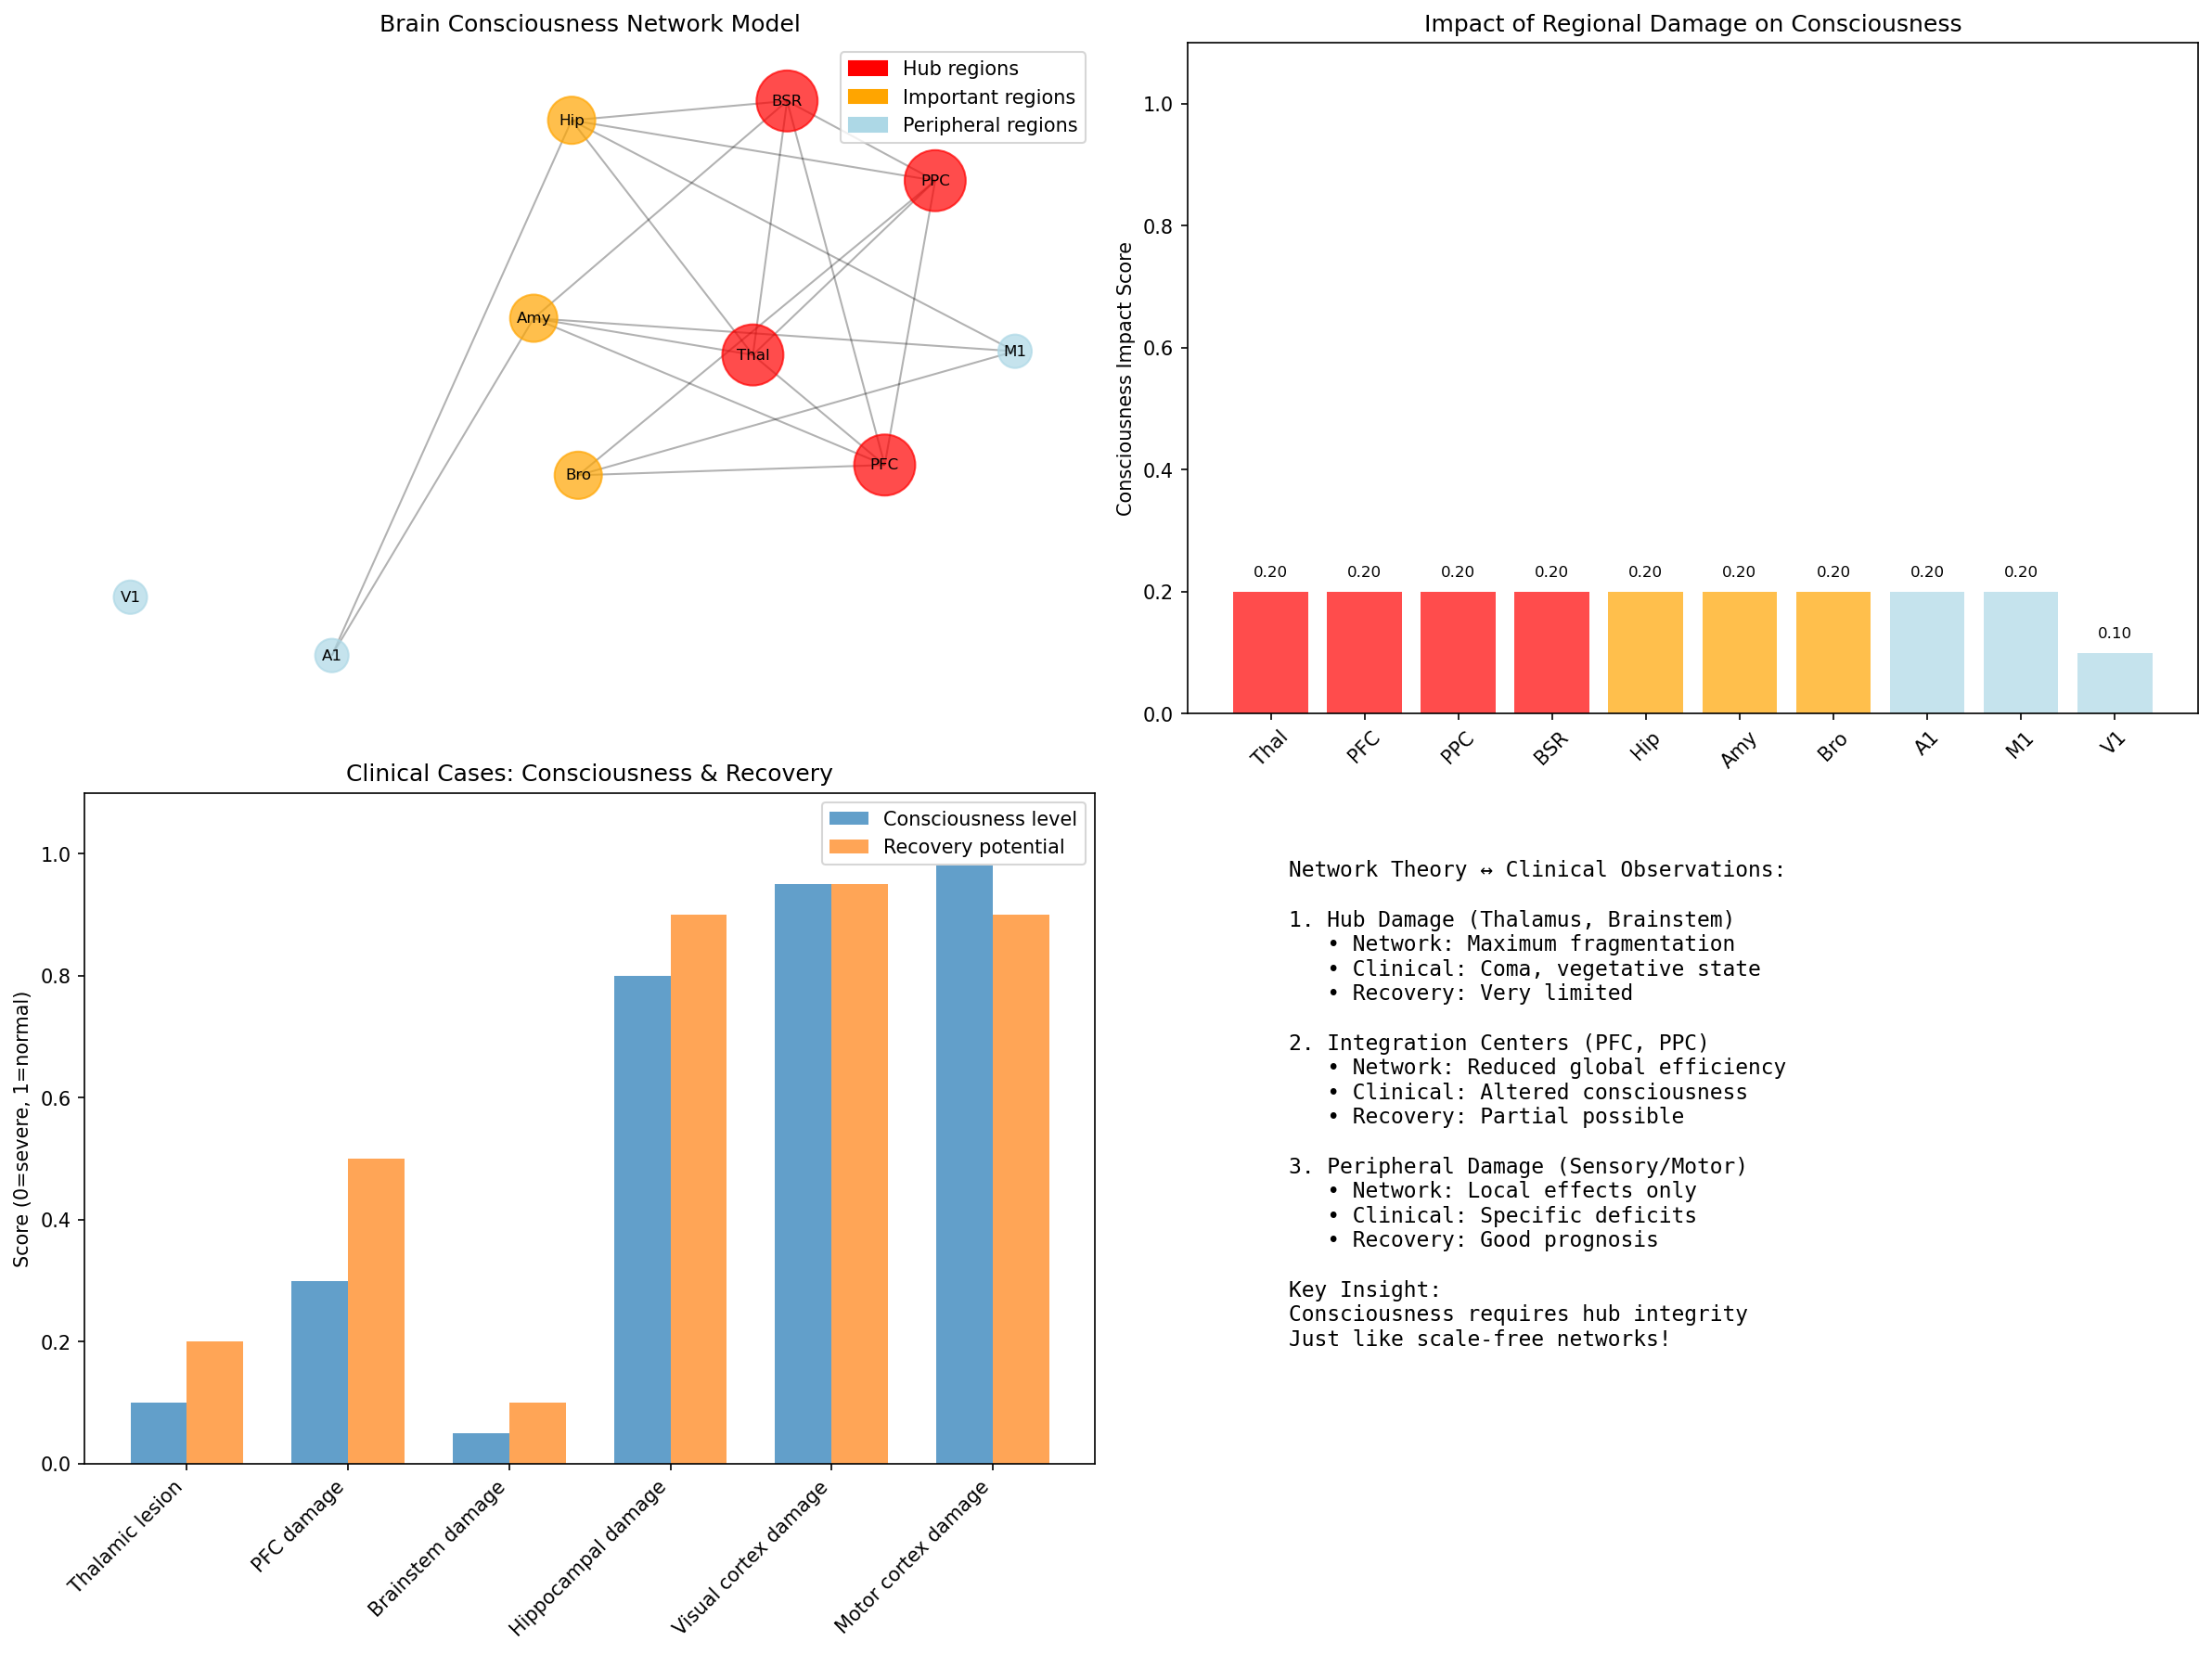 Brain Consciousness Network Model
Hub regions
Important regions
Peripheral regions
BSR
Hip
PPC
Amy
Thal
M1
Bro
PFC
V1
A1
Impact of Regional Damage on Consciousness
Consciousness Impact Score
1.0
0.8
0.6
0.4
0.2
0.0
0.20
0.20
0.20
0.20
0.20
0.20
0.20
0.20
0.20
0.10
Thal
PFC
PPC
BSR
Hip
Amy
Bro
A1
M1
V1
Clinical Cases: Consciousness & Recovery
Consciousness level
Recovery potential
Score (0=severe, 1=normal)
1.0
0.8
0.6
0.4
0.2
0.0
Thalamic lesion
PFC damage
Brainstem damage
Hippocampal damage
Visual cortex damage
Motor cortex damage
Network Theory ↔ Clinical Observations:
1. Hub Damage (Thalamus, Brainstem)
• Network: Maximum fragmentation
• Clinical: Coma, vegetative state
• Recovery: Very limited
2. Integration Centers (PFC, PPC)
• Network: Reduced global efficiency
• Clinical: Altered consciousness
• Recovery: Partial possible
3. Peripheral Damage (Sensory/Motor)
• Network: Local effects only
• Clinical: Specific deficits
• Recovery: Good prognosis
Key Insight:
Consciousness requires hub integrity
Just like scale-free networks!